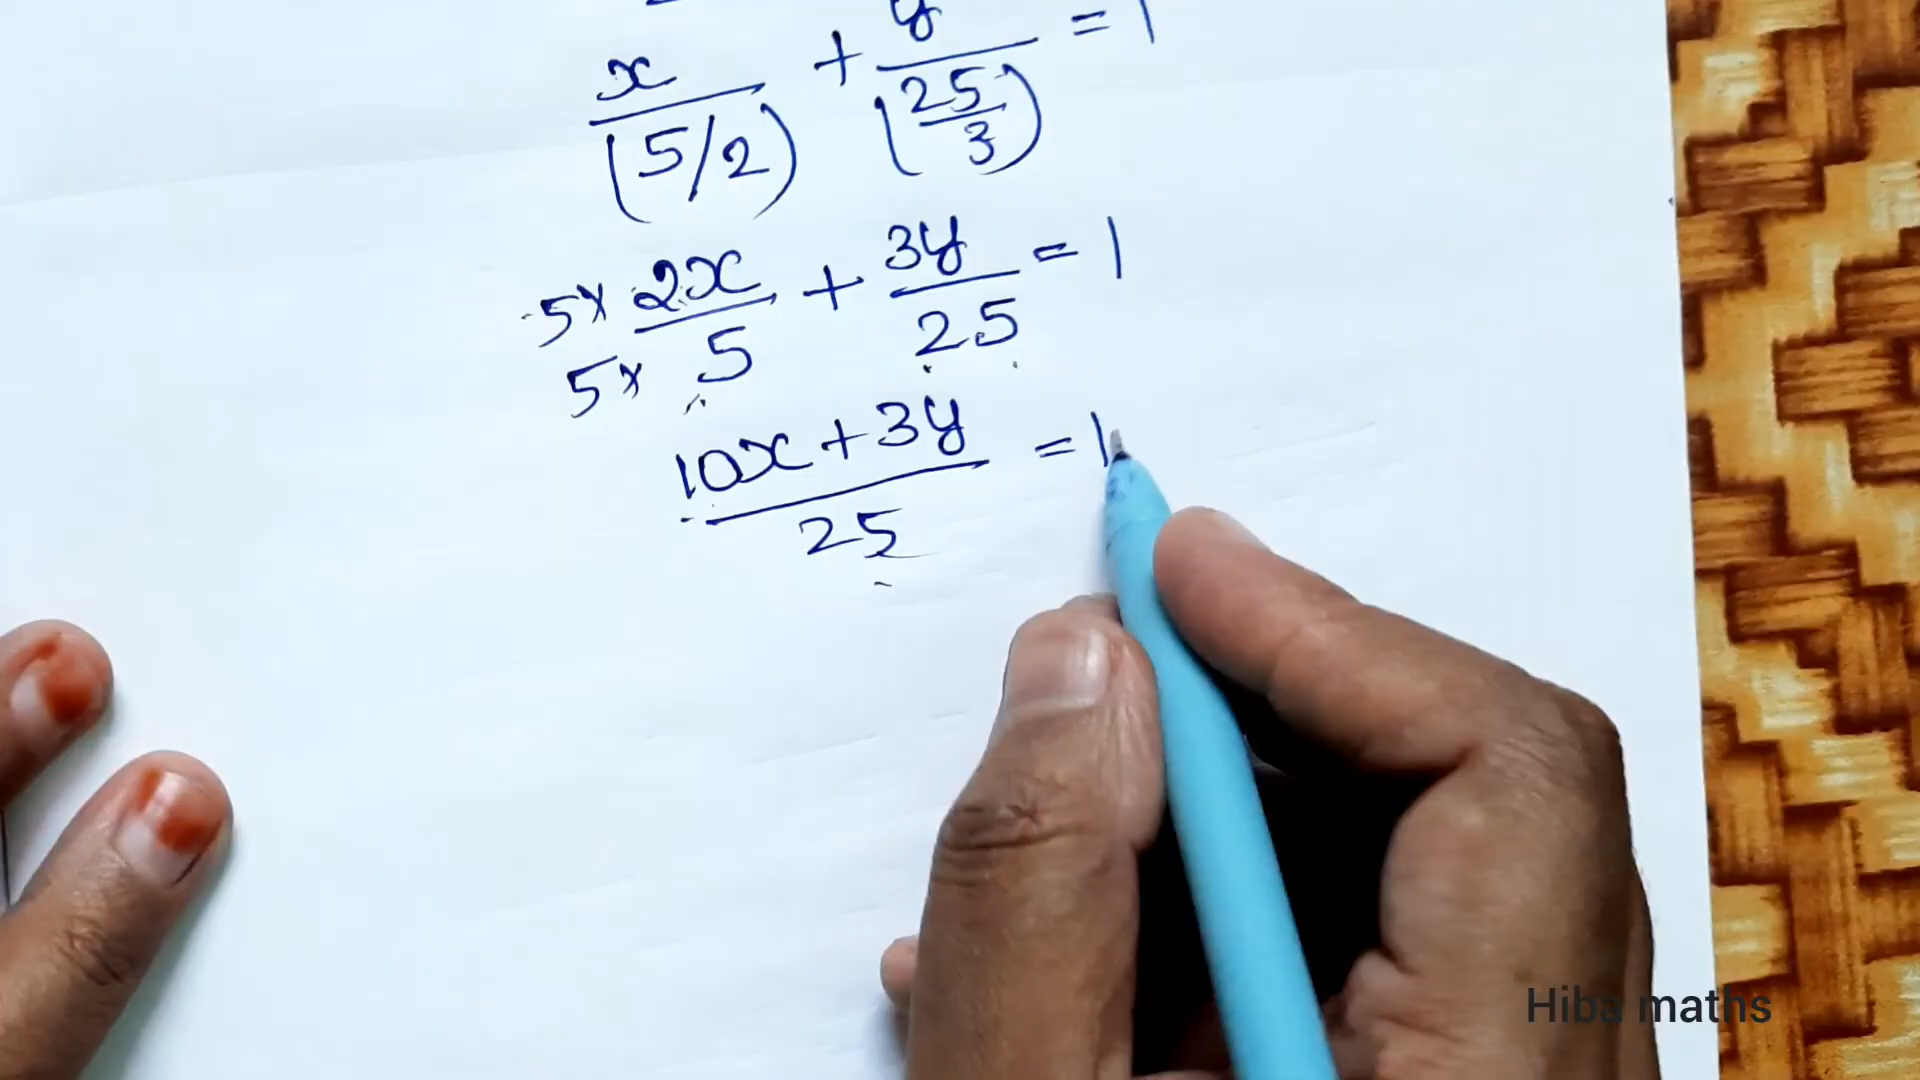 x/(5/2) + y/(25/3) = 1
5× 2x/5× 5 + 3y/25 = 1
10x + 3y/25 = 1
Hiba maths